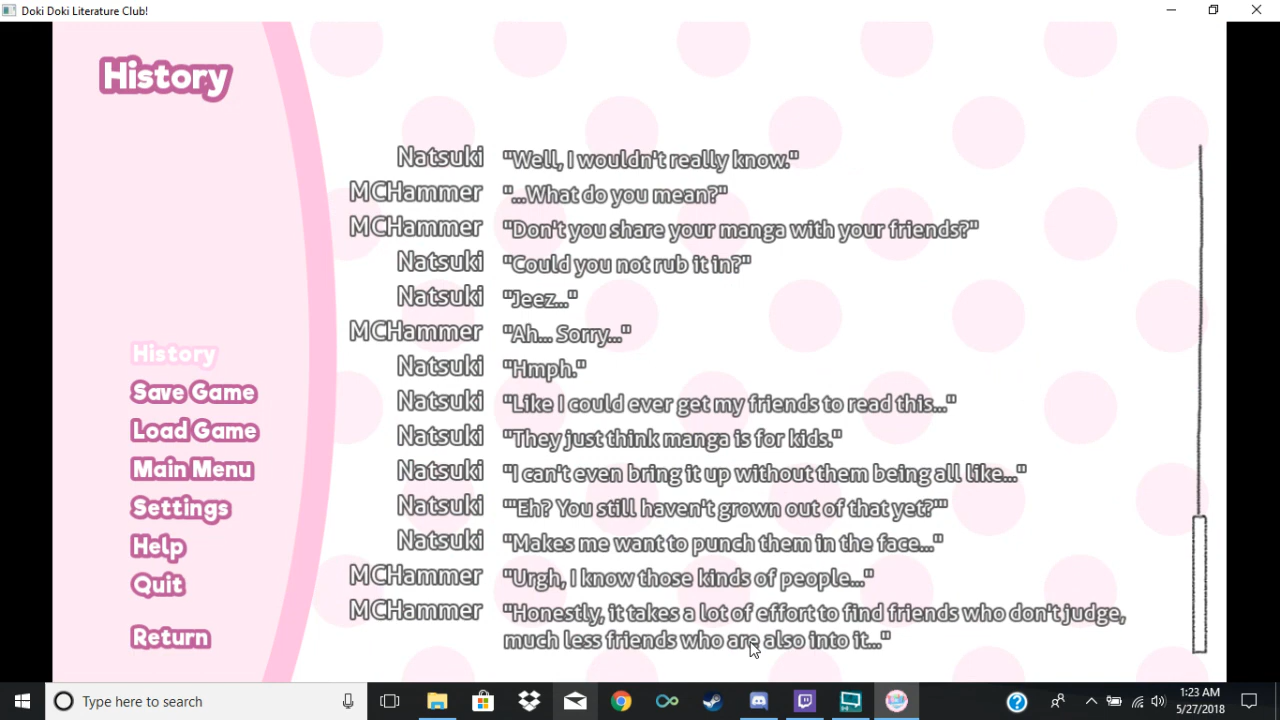 Doki Doki Literature Club!
History
Natsuki "Well, I wouldn't really know."
MCHammer "...What do you mean?"
MCHammer "Don't you share your manga with your friends?"
Natsuki "Could you not rub it in?"
Natsuki "Jeez..."
MCHammer "Ah... Sorry..."
Natsuki "Hmph."
Natsuki "Like I could ever get my friends to read this..."
Natsuki "They just think manga is for kids."
Natsuki "I can't even bring it up without them being all like..."
Natsuki "'Eh? You still haven't grown out of that yet?'"
Natsuki "Makes me want to punch them in the face..."
MCHammer "Urgh, I know those kinds of people..."
MCHammer "Honestly, it takes a lot of effort to find friends who don't judge,
much less friends who are also into it..."
History
Save Game
Load Game
Main Menu
Settings
Help
Quit
Return
Type here to search
1:23 AM
5/27/2018